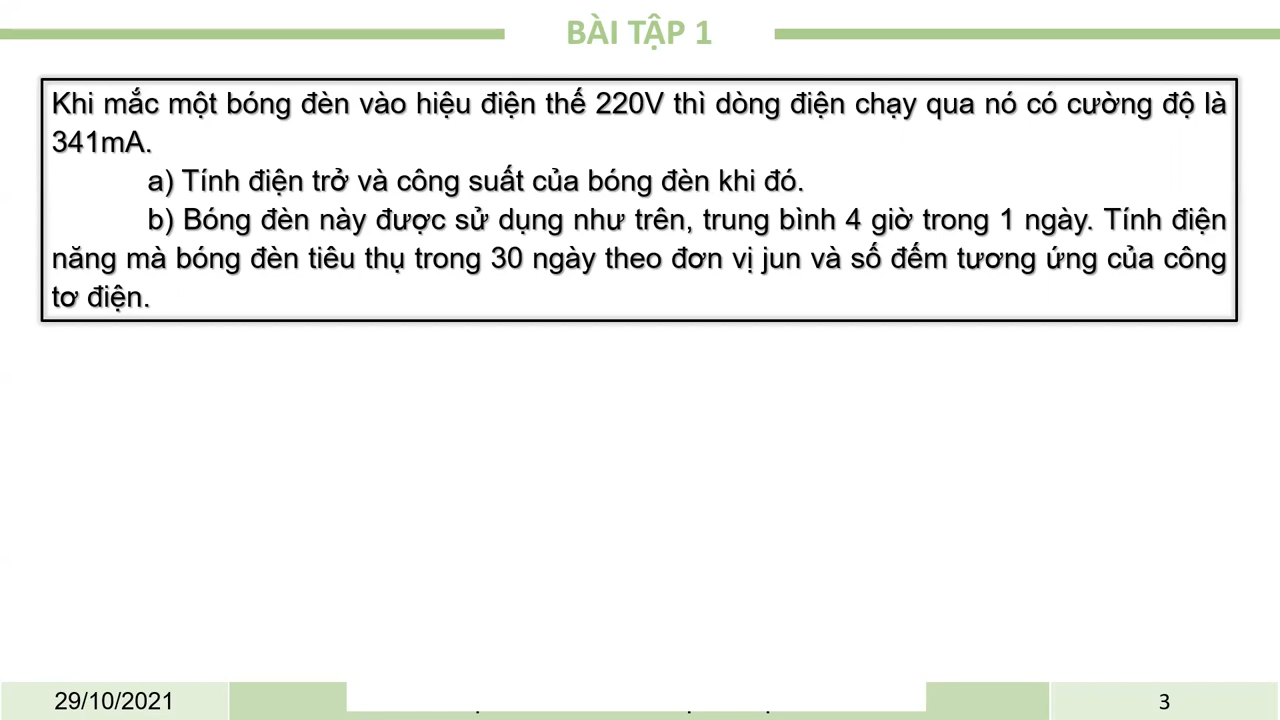 BÀI TẬP 1
Khi mắc một bóng đèn vào hiệu điện thế 220V thì dòng điện chạy qua nó có cường độ là
341mA.
a) Tính điện trở và công suất của bóng đèn khi đó.
b) Bóng đèn này được sử dụng như trên, trung bình 4 giờ trong 1 ngày. Tính điện
năng mà bóng đèn tiêu thụ trong 30 ngày theo đơn vị jun và số đếm tương ứng của công
tơ điện.
29/10/2021
3